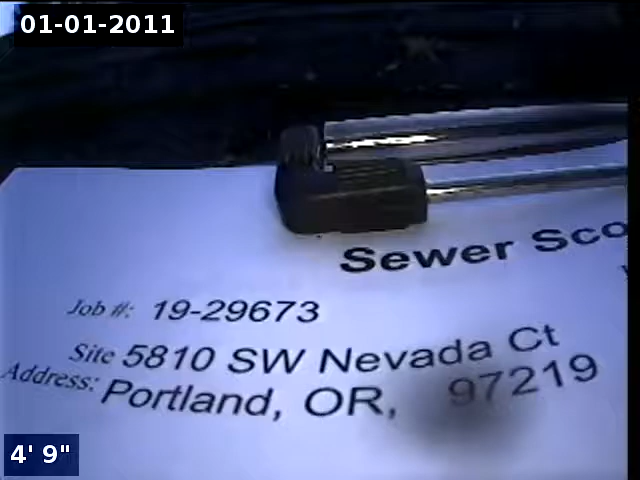 01-01-2011
Sewer Sco
Job #: 19-29673
Site 5810 SW Nevada Ct
Address: Portland, OR, 97219
4' 9"